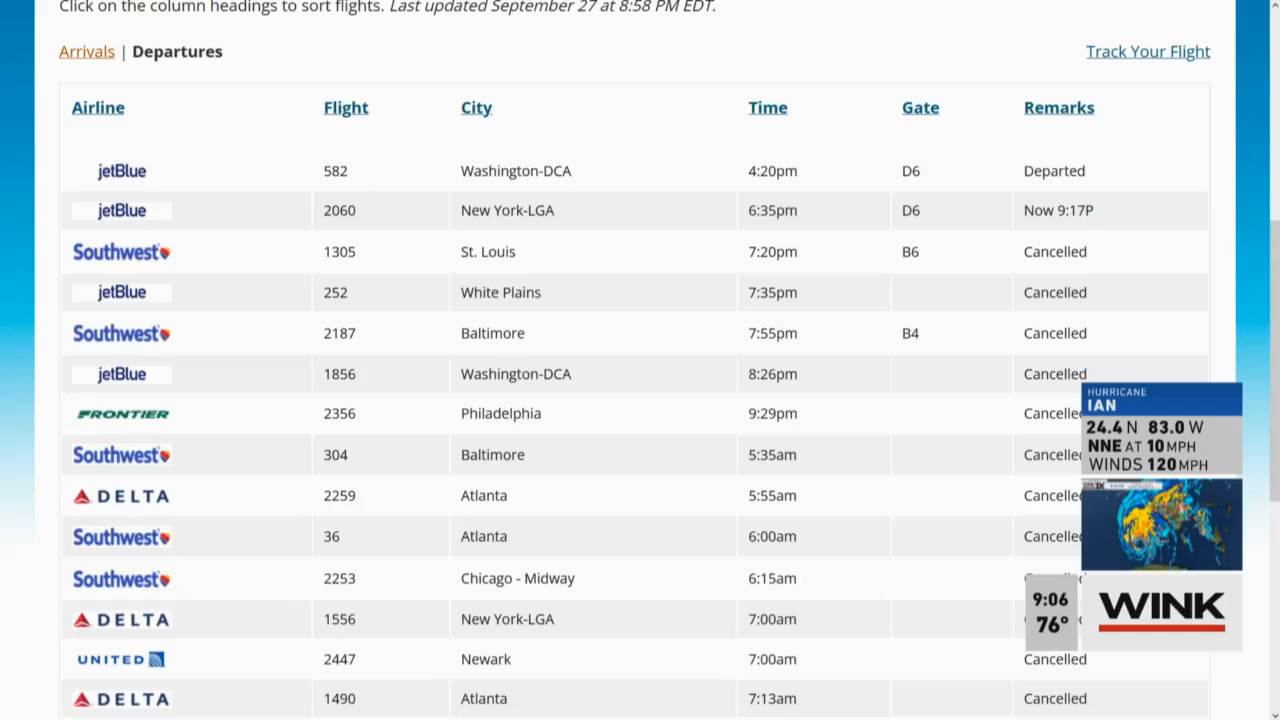 Click on the column headings to sort flights. Last updated September 27 at 8:58 PM EDT.
Arrivals | Departures Track Your Flight
Airline Flight City Time Gate Remarks
jetBlue 582 Washington-DCA 4:20pm D6 Departed
jetBlue 2060 New York-LGA 6:35pm D6 Now 9:17P
Southwest 1305 St. Louis 7:20pm B6 Cancelled
jetBlue 252 White Plains 7:35pm Cancelled
Southwest 2187 Baltimore 7:55pm B4 Cancelled
jetBlue 1856 Washington-DCA 8:26pm Cancelled
FRONTIER 2356 Philadelphia 9:29pm
Southwest 304 Baltimore 5:35am
DELTA 2259 Atlanta 5:55am
Southwest 36 Atlanta 6:00am
Southwest 2253 Chicago - Midway 6:15am
DELTA 1556 New York-LGA 7:00am
UNITED 2447 Newark 7:00am Cancelled
DELTA 1490 Atlanta 7:13am Cancelled
HURRICANE
IAN
24.4 N 83.0 W
NNE AT 10 MPH
WINDS 120 MPH
9:06
76°
WINK